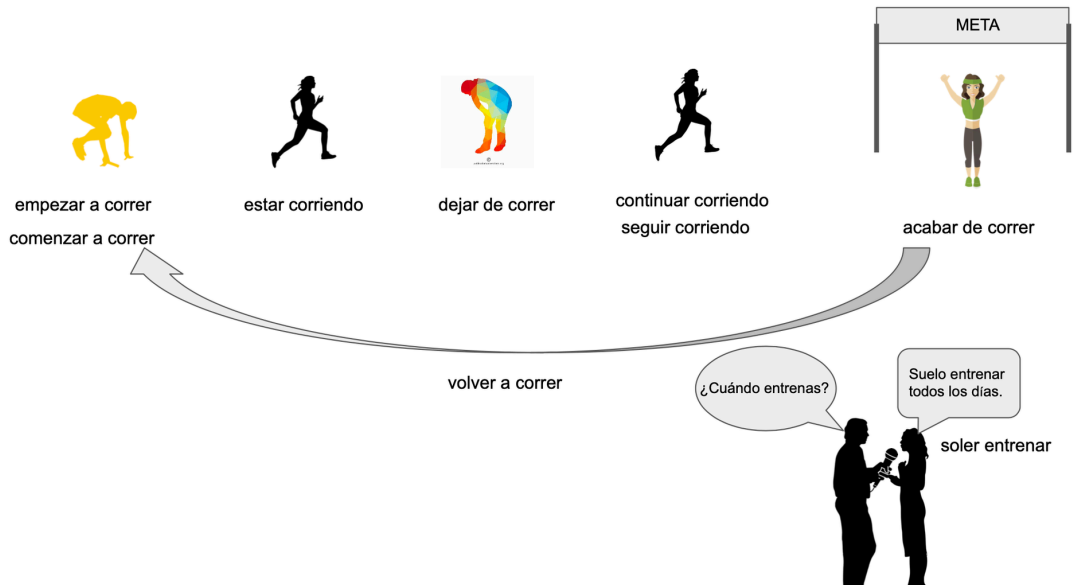 META
empezar a correr
comenzar a correr
estar corriendo
dejar de correr
continuar corriendo
seguir corriendo
acabar de correr
volver a correr
¿Cuándo entrenas?
Suelo entrenar
todos los días.
soler entrenar